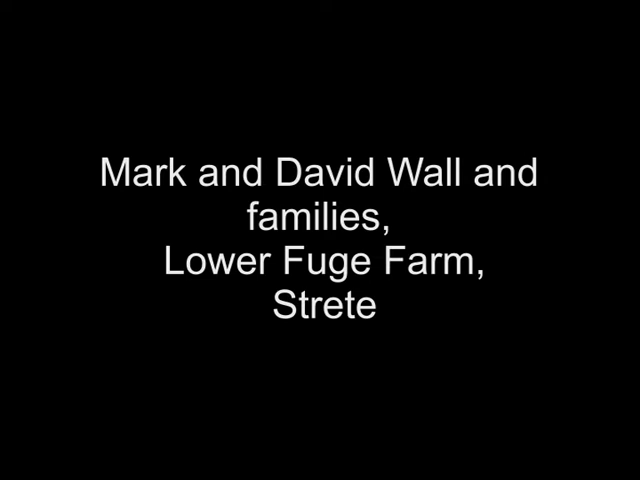 Mark and David Wall and
families,
Lower Fuge Farm,
Strete